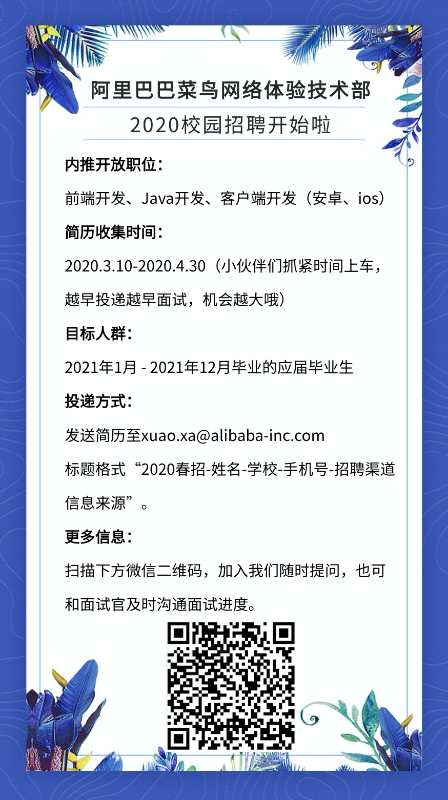 阿里巴巴菜鸟网络体验技术部
2020校园招聘开始啦
内推开放职位：
前端开发、Java开发、客户端开发（安卓、ios）
简历收集时间：
2020.3.10-2020.4.30（小伙伴们抓紧时间上车，
越早投递越早面试，机会越大哦）
目标人群：
2021年1月 - 2021年12月毕业的应届毕业生
投递方式：
发送简历至xuao.xa@alibaba-inc.com
标题格式“2020春招-姓名-学校-手机号-招聘渠道
信息来源”。
更多信息：
扫描下方微信二维码，加入我们随时提问，也可
和面试官及时沟通面试进度。